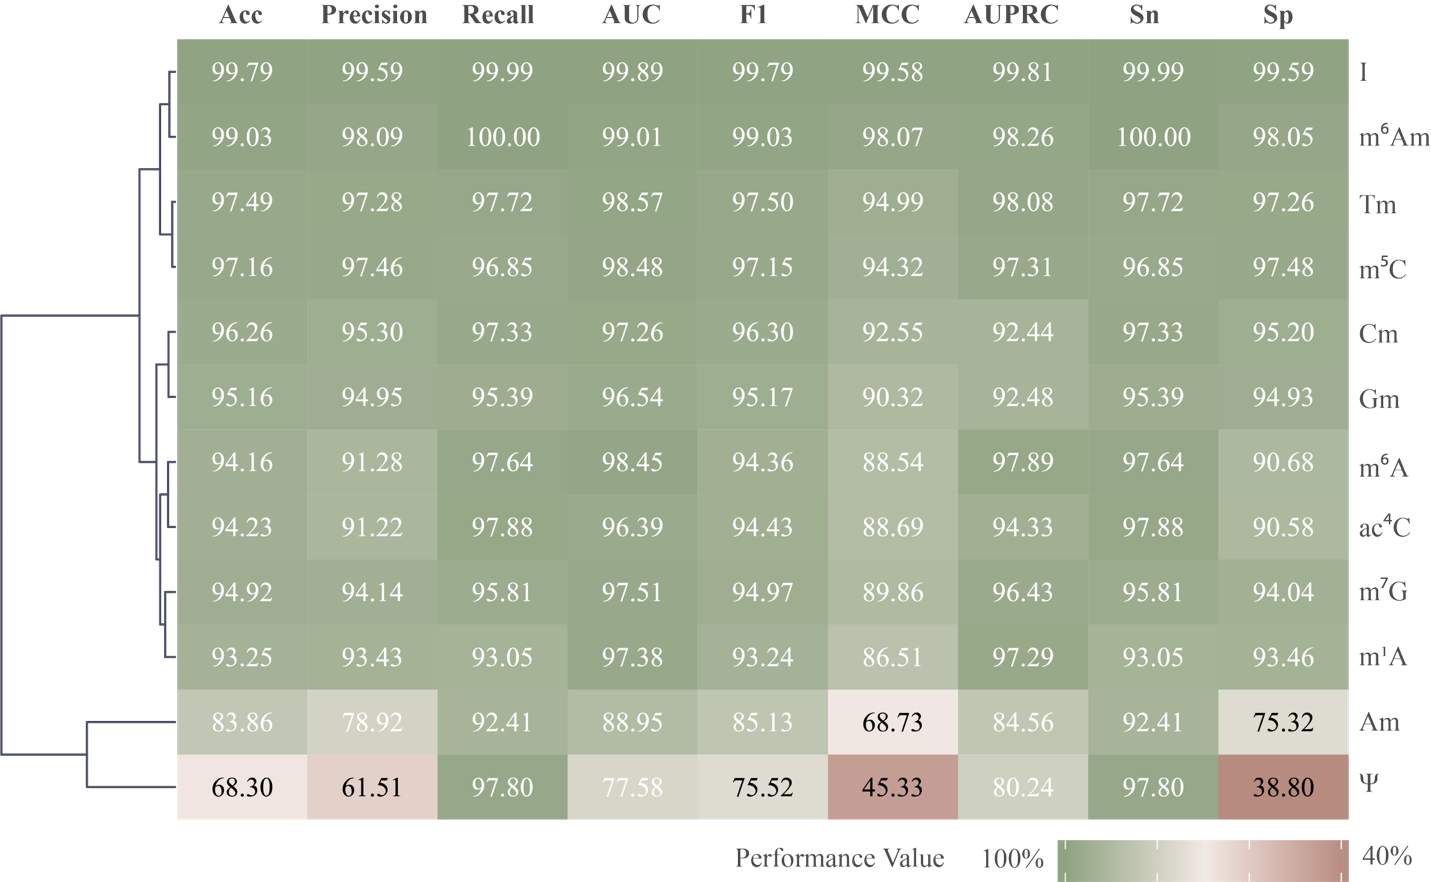 Acc Precision Recall AUC F1 MCC AUPRC Sn Sp
99.79 99.59 99.99 99.89 99.79 99.58 99.81 99.99 99.59 I
99.03 98.09 100.00 99.01 99.03 98.07 98.26 100.00 98.05 m⁶Am
97.49 97.28 97.72 98.57 97.50 94.99 98.08 97.72 97.26 Tm
97.16 97.46 96.85 98.48 97.15 94.32 97.31 96.85 97.48 m⁵C
96.26 95.30 97.33 97.26 96.30 92.55 92.44 97.33 95.20 Cm
95.16 94.95 95.39 96.54 95.17 90.32 92.48 95.39 94.93 Gm
94.16 91.28 97.64 98.45 94.36 88.54 97.89 97.64 90.68 m⁶A
94.23 91.22 97.88 96.39 94.43 88.69 94.33 97.88 90.58 ac⁴C
94.92 94.14 95.81 97.51 94.97 89.86 96.43 95.81 94.04 m⁷G
93.25 93.43 93.05 97.38 93.24 86.51 97.29 93.05 93.46 m¹A
83.86 78.92 92.41 88.95 85.13 68.73 84.56 92.41 75.32 Am
68.30 61.51 97.80 77.58 75.52 45.33 80.24 97.80 38.80 Ψ
Performance Value 100% 40%